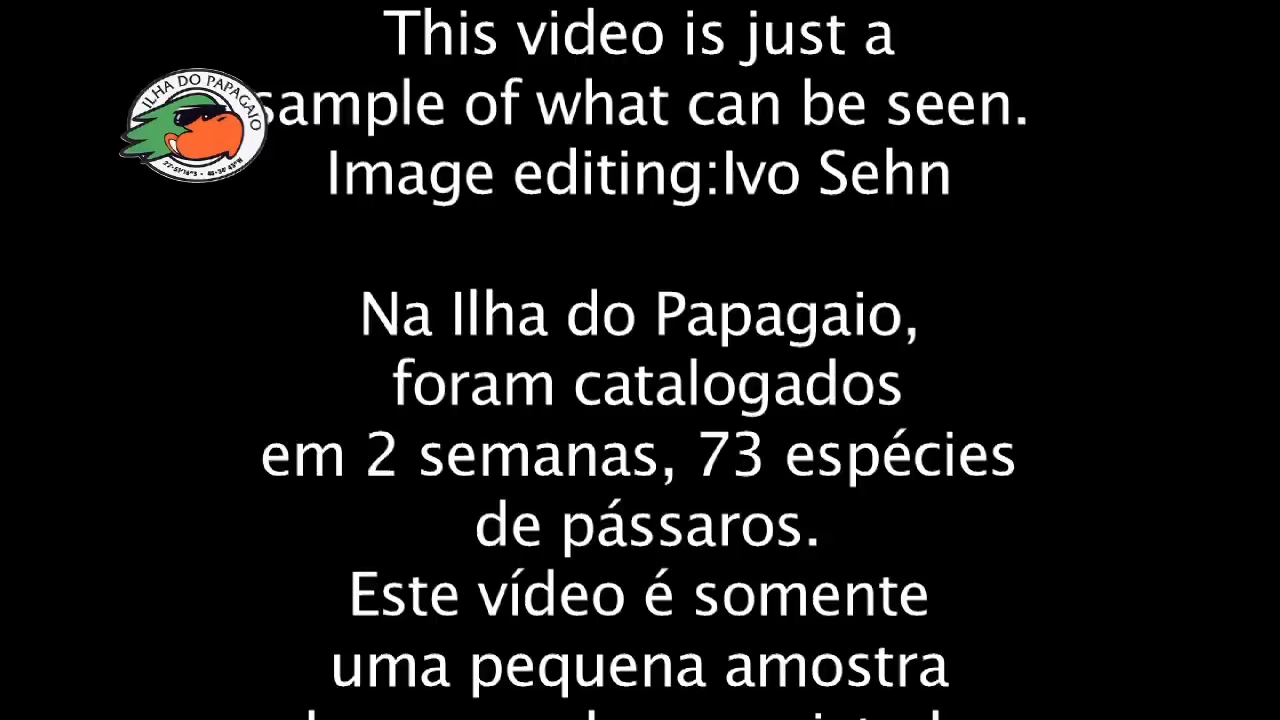 This video is just a
sample of what can be seen.
Image editing:Ivo Sehn
ILHA DO PAPAGAIO
Na Ilha do Papagaio,
foram catalogados
em 2 semanas, 73 espécies
de pássaros.
Este vídeo é somente
uma pequena amostra